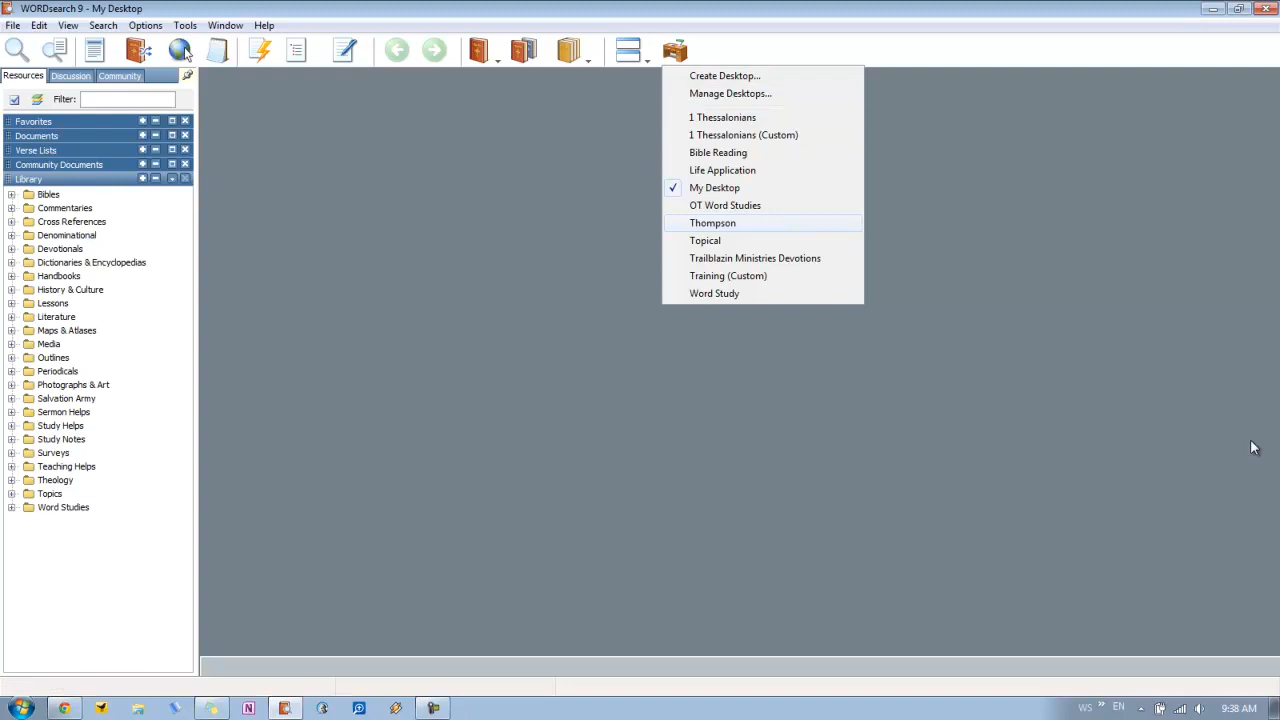 WORDsearch 9 - My Desktop
File Edit View Search Options Tools Window Help
Resources Discussion Community
Filter:
Favorites
Documents
Verse Lists
Community Documents
Library
Bibles
Commentaries
Cross References
Denominational
Devotionals
Dictionaries & Encyclopedias
Handbooks
History & Culture
Lessons
Literature
Maps & Atlases
Media
Outlines
Periodicals
Photographs & Art
Salvation Army
Sermon Helps
Study Helps
Study Notes
Surveys
Teaching Helps
Theology
Topics
Word Studies
Create Desktop...
Manage Desktops...
1 Thessalonians
1 Thessalonians (Custom)
Bible Reading
Life Application
My Desktop
OT Word Studies
Thompson
Topical
Trailblazin Ministries Devotions
Training (Custom)
Word Study
WS EN 9:38 AM